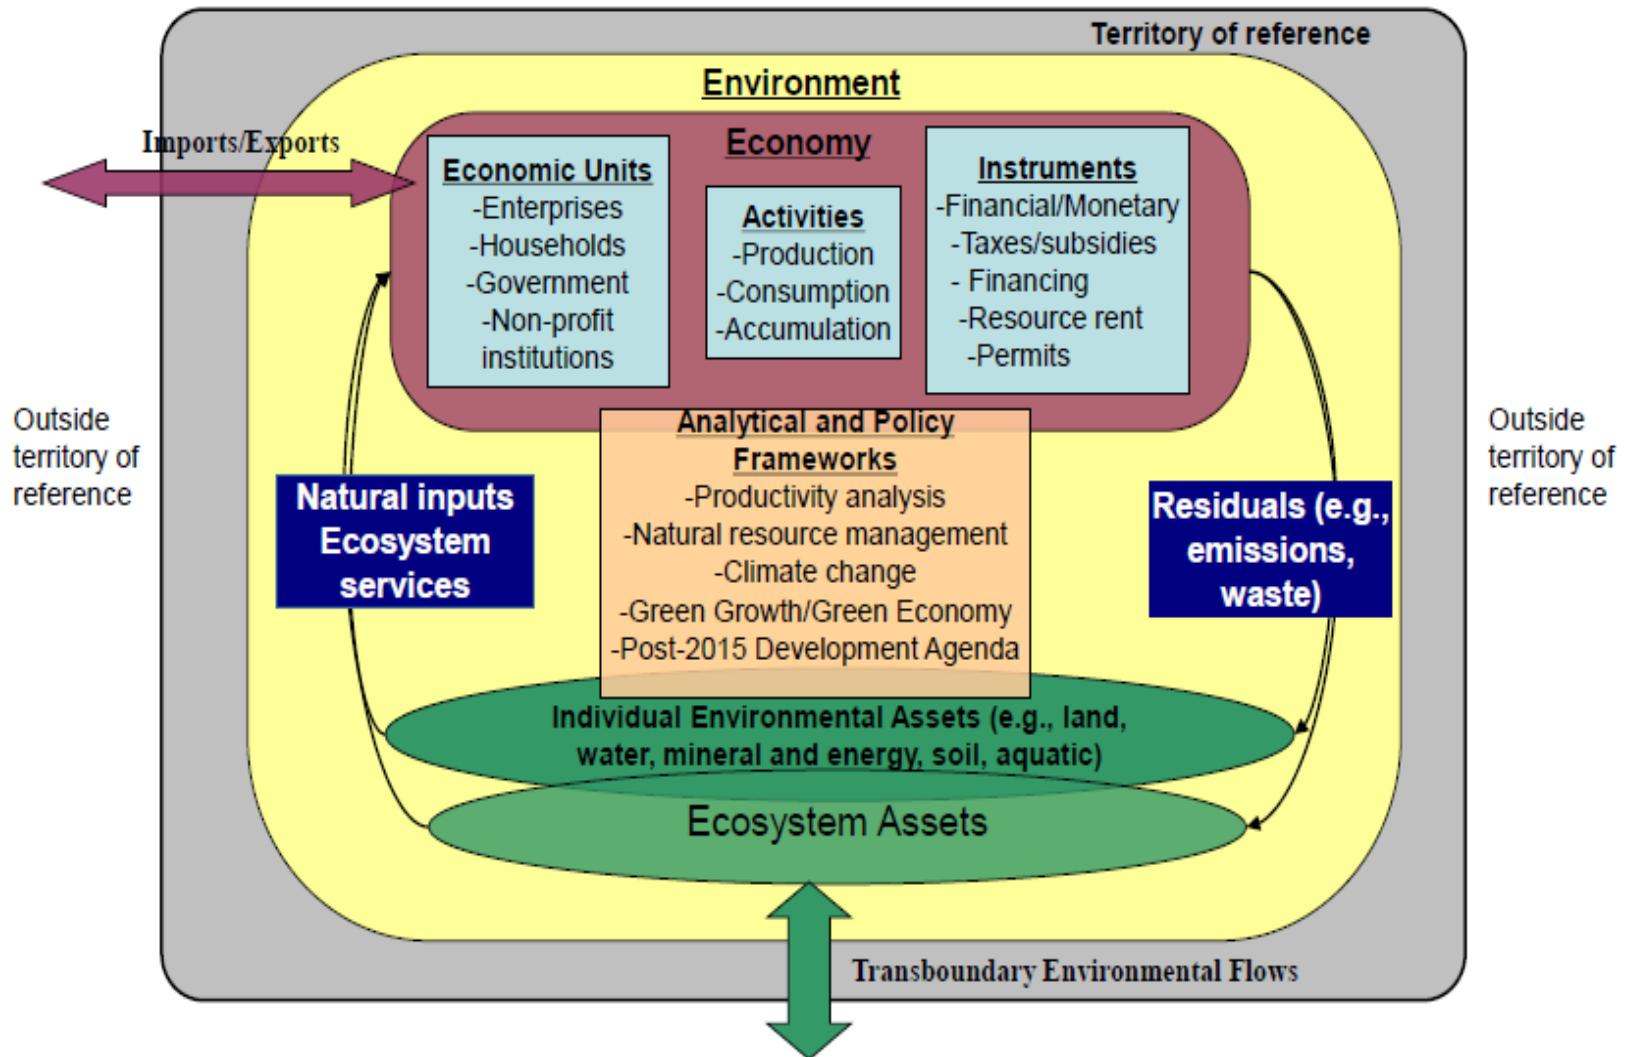 Territory of reference
Environment
Economy
Imports/Exports
Economic Units
-Enterprises
-Households
-Government
-Non-profit
institutions
Activities
-Production
-Consumption
-Accumulation
Instruments
-Financial/Monetary
-Taxes/subsidies
- Financing
-Resource rent
-Permits
Outside
territory of
reference
Natural inputs
Ecosystem
services
Analytical and Policy
Frameworks
-Productivity analysis
-Natural resource management
-Climate change
-Green Growth/Green Economy
-Post-2015 Development Agenda
Residuals (e.g.,
emissions,
waste)
Outside
territory of
reference
Individual Environmental Assets (e.g., land,
water, mineral and energy, soil, aquatic)
Ecosystem Assets
Transboundary Environmental Flows